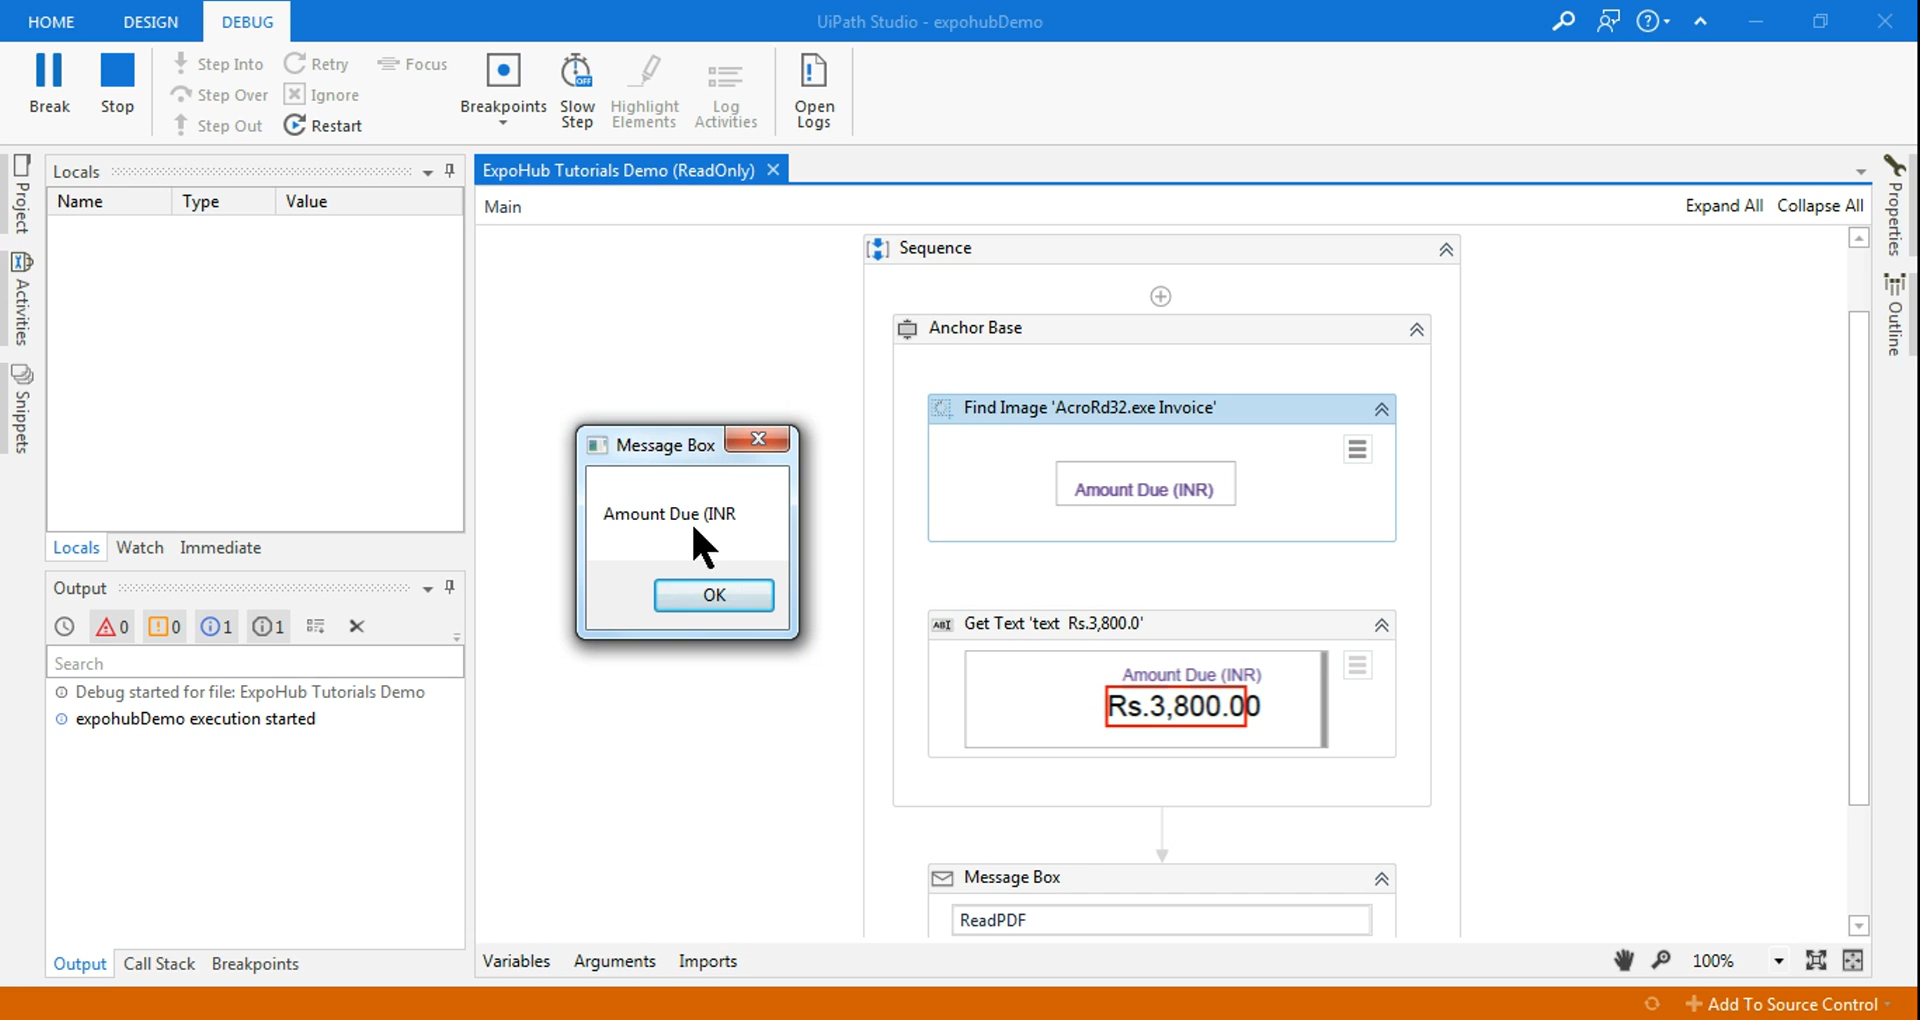 HOME DESIGN DEBUG UiPath Studio - expohubDemo
Break Stop Step Into Step Over Step Out Retry Ignore Restart Focus Breakpoints Slow Step Highlight Elements Log Activities Open Logs
Project
Activities
Snippets
Locals
Name Type Value
Locals Watch Immediate
Output
0 0 1 1
Search
Debug started for file: ExpoHub Tutorials Demo
expohubDemo execution started
Output Call Stack Breakpoints
ExpoHub Tutorials Demo (ReadOnly)
Main Expand All Collapse All
Sequence
Anchor Base
Find Image 'AcroRd32.exe Invoice'
Amount Due (INR)
Get Text 'text Rs.3,800.0'
Amount Due (INR)
Rs.3,800.00
Message Box
ReadPDF
Message Box
Amount Due (INR
OK
Variables Arguments Imports 100%
Properties
Outline
Add To Source Control